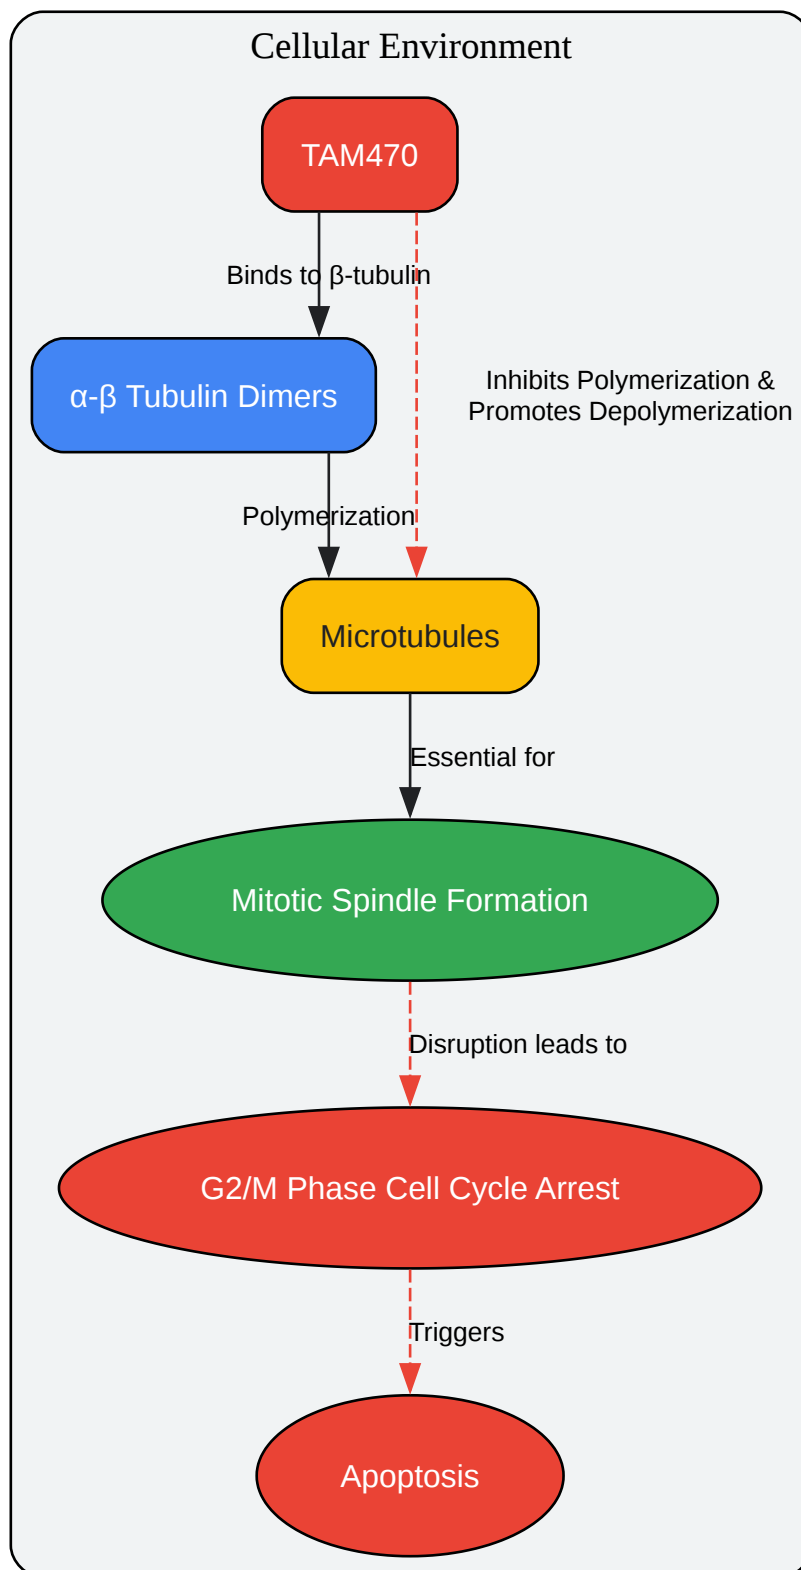 Cellular Environment
TAM470
Binds to β-tubulin
α-β Tubulin Dimers
Inhibits Polymerization &
Promotes Depolymerization
Polymerization
Microtubules
Essential for
Mitotic Spindle Formation
Disruption leads to
G2/M Phase Cell Cycle Arrest
Triggers
Apoptosis